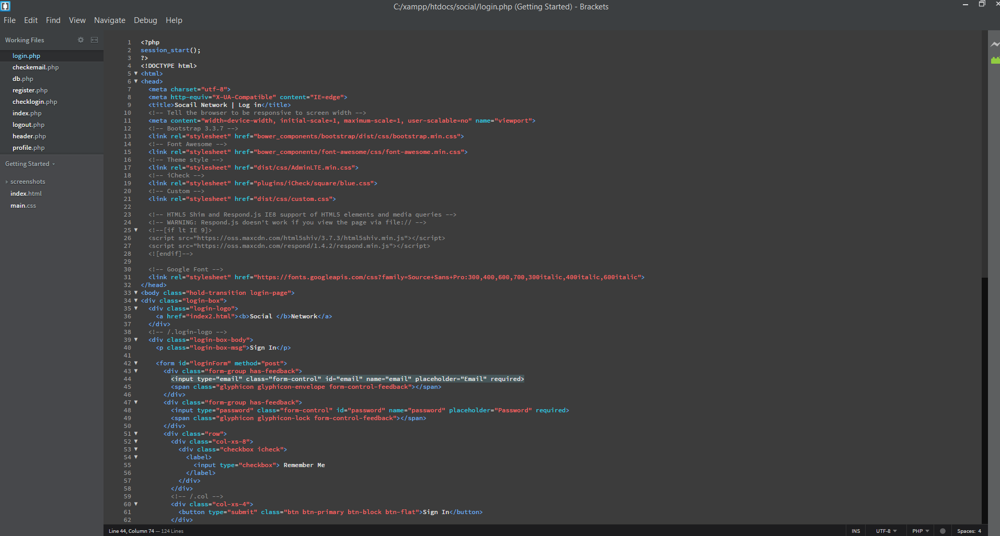 C:/xampp/htdocs/social/login.php (Getting Started) - Brackets
File Edit Find View Navigate Debug Help
Working Files
login.php
checkemail.php
db.php
register.php
checklogin.php
index.php
logout.php
header.php
profile.php
Getting Started
screenshots
index.html
main.css
1 <?php
2 session_start();
3 ?>
4 <!DOCTYPE html>
5 <html>
6 <head>
7 <meta charset="utf-8">
8 <meta http-equiv="X-UA-Compatible" content="IE=edge">
9 <title>Socail Network | Log in</title>
10 <!-- Tell the browser to be responsive to screen width -->
11 <meta content="width=device-width, initial-scale=1, maximum-scale=1, user-scalable=no" name="viewport">
12 <!-- Bootstrap 3.3.7 -->
13 <link rel="stylesheet" href="bower_components/bootstrap/dist/css/bootstrap.min.css">
14 <!-- Font Awesome -->
15 <link rel="stylesheet" href="bower_components/font-awesome/css/font-awesome.min.css">
16 <!-- Theme style -->
17 <link rel="stylesheet" href="dist/css/AdminLTE.min.css">
18 <!-- iCheck -->
19 <link rel="stylesheet" href="plugins/iCheck/square/blue.css">
20 <!-- Custom -->
21 <link rel="stylesheet" href="dist/css/custom.css">
22
23 <!-- HTML5 Shim and Respond.js IE8 support of HTML5 elements and media queries -->
24 <!-- WARNING: Respond.js doesn't work if you view the page via file:// -->
25 <!--[if lt IE 9]>
26 <script src="https://oss.maxcdn.com/html5shiv/3.7.3/html5shiv.min.js"></script>
27 <script src="https://oss.maxcdn.com/respond/1.4.2/respond.min.js"></script>
28 <![endif]-->
29
30 <!-- Google Font -->
31 <link rel="stylesheet" href="https://fonts.googleapis.com/css?family=Source+Sans+Pro:300,400,600,700,300italic,400italic,600italic">
32 </head>
33 <body class="hold-transition login-page">
34 <div class="login-box">
35 <div class="login-logo">
36 <a href="index2.html"><b>Social </b>Network</a>
37 </div>
38 <!-- /.login-logo -->
39 <div class="login-box-body">
40 <p class="login-box-msg">Sign In</p>
41
42 <form id="loginForm" method="post">
43 <div class="form-group has-feedback">
44 <input type="email" class="form-control" id="email" name="email" placeholder="Email" required>
45 <span class="glyphicon glyphicon-envelope form-control-feedback"></span>
46 </div>
47 <div class="form-group has-feedback">
48 <input type="password" class="form-control" id="password" name="password" placeholder="Password" required>
49 <span class="glyphicon glyphicon-lock form-control-feedback"></span>
50 </div>
51 <div class="row">
52 <div class="col-xs-8">
53 <div class="checkbox icheck">
54 <label>
55 <input type="checkbox"> Remember Me
56 </label>
57 </div>
58 </div>
59 <!-- /.col -->
60 <div class="col-xs-4">
61 <button type="submit" class="btn btn-primary btn-block btn-flat">Sign In</button>
62 </div>
Line 44, Column 74 — 124 Lines
INS UTF-8 PHP Spaces: 4